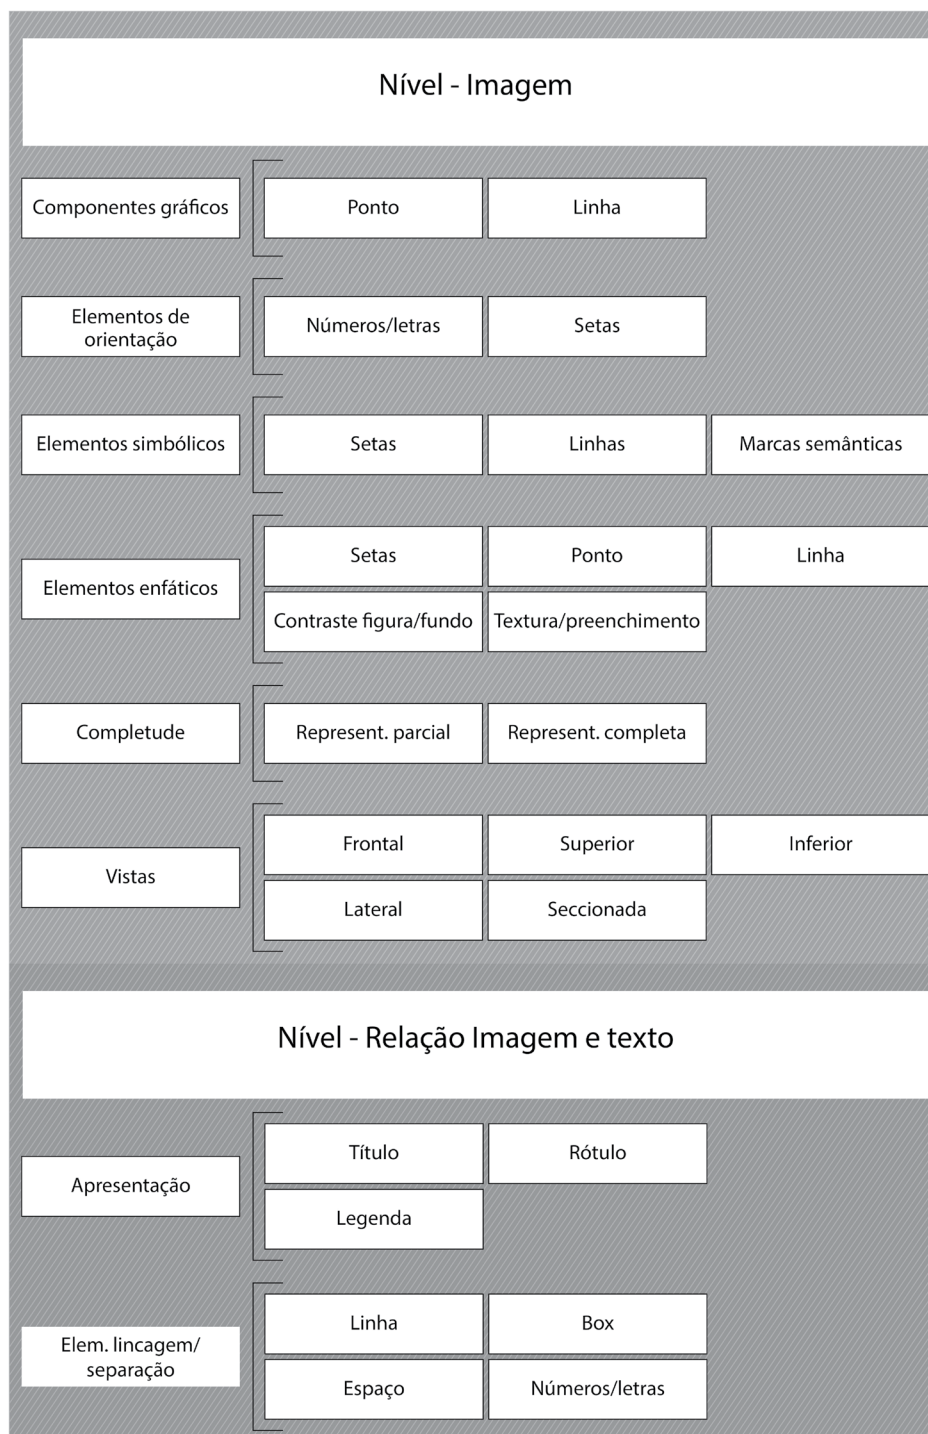 Nível - Imagem
Componentes gráficos
Ponto
Linha
Elementos de
orientação
Números/letras
Setas
Elementos simbólicos
Setas
Linhas
Marcas semânticas
Elementos enfáticos
Setas
Ponto
Linha
Contraste figura/fundo
Textura/preenchimento
Completude
Represent. parcial
Represent. completa
Vistas
Frontal
Superior
Inferior
Lateral
Seccionada
Nível - Relação Imagem e texto
Apresentação
Título
Rótulo
Legenda
Elem. lincagem/
separação
Linha
Box
Espaço
Números/letras